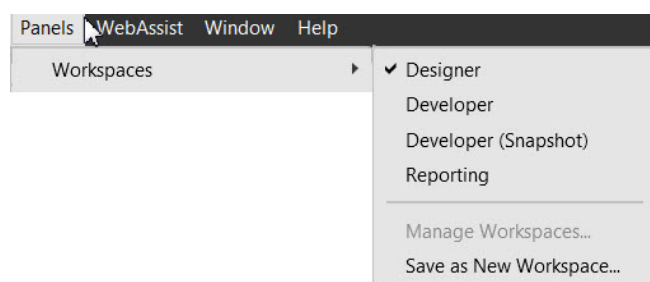 Panels WebAssist Window Help
Workspaces
Designer
Developer
Developer (Snapshot)
Reporting
Manage Workspaces...
Save as New Workspace...